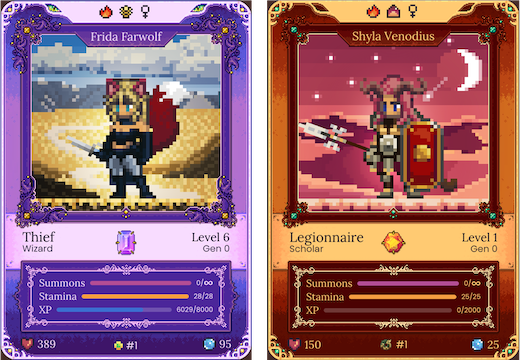 Frida Farwolf
Thief
Wizard
Level 6
Gen 0
Summons 0/∞
Stamina 28/28
XP 6029/8000
389
#1
95
Shyla Venodius
Legionnaire
Scholar
Level 1
Gen 0
Summons 0/∞
Stamina 25/25
XP 0/2000
150
#1
25